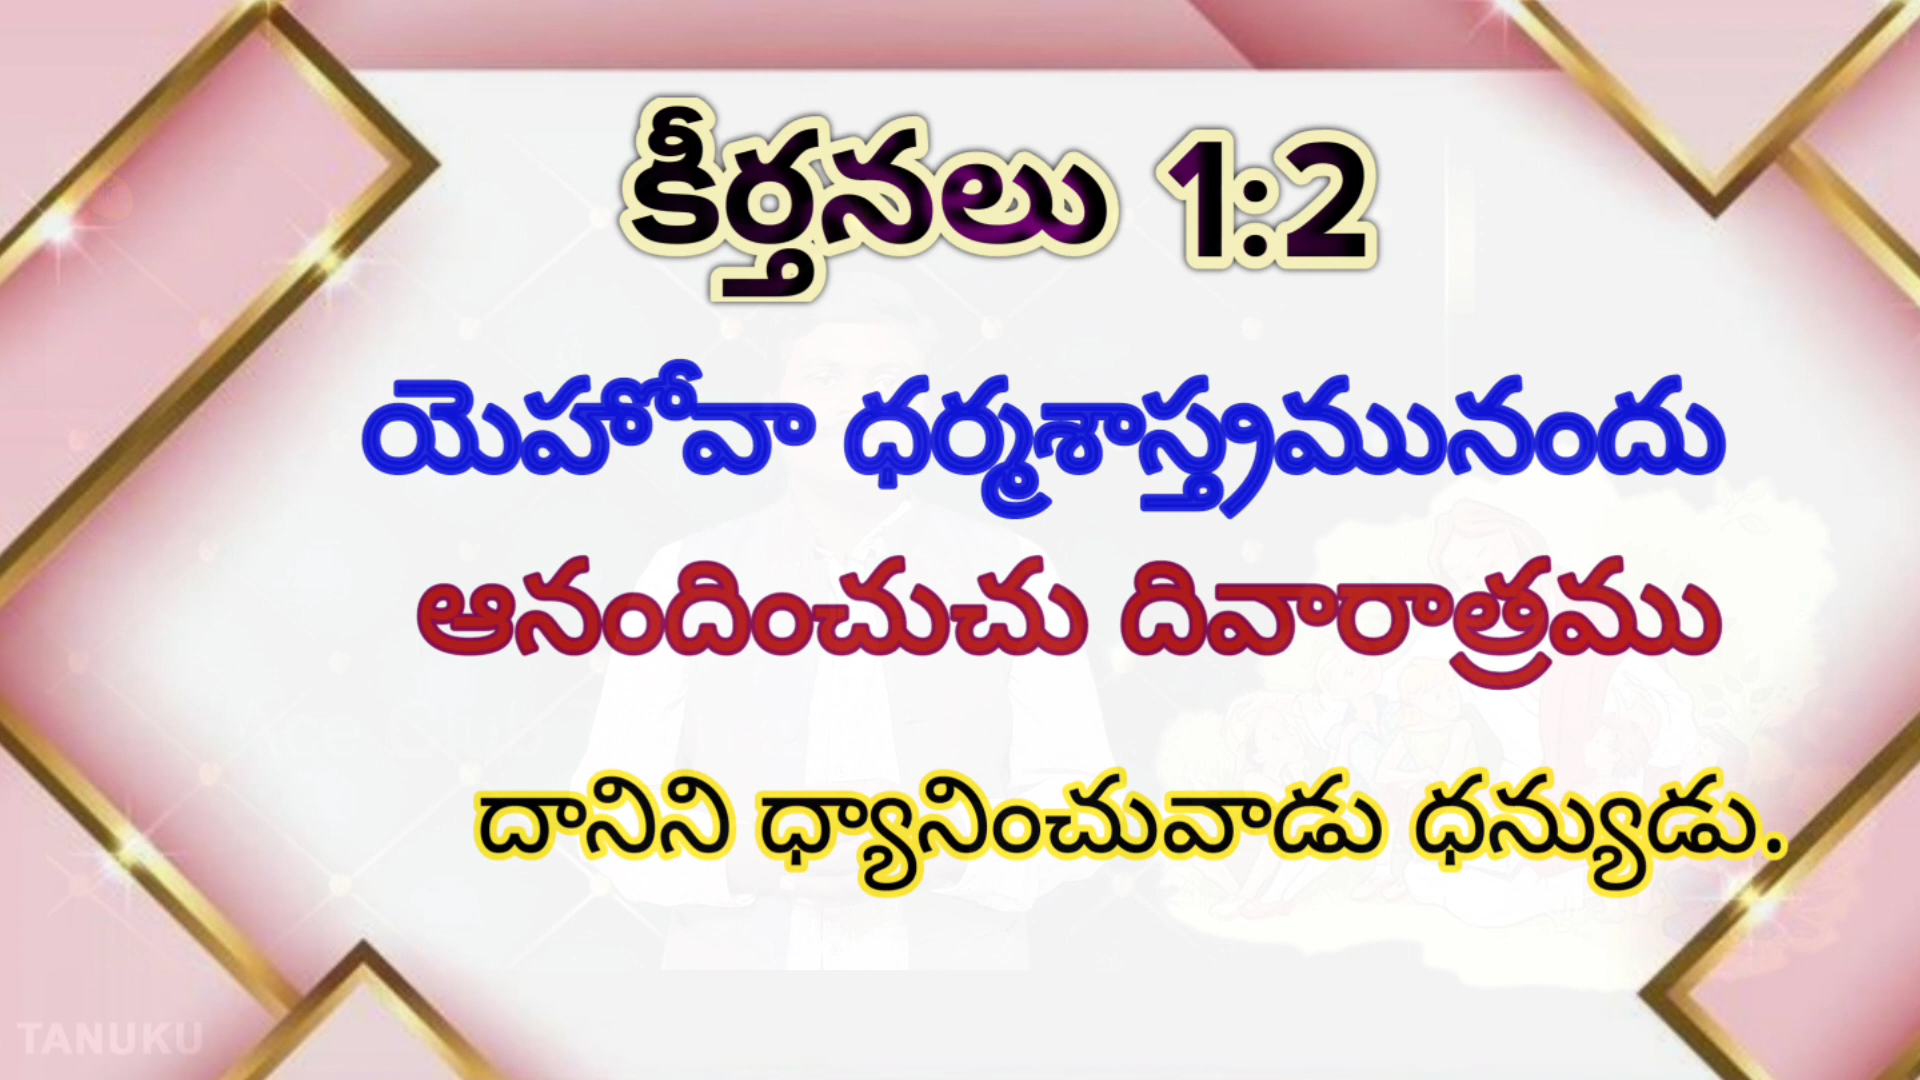 కీర్తనలు 1:2
యెహోవా ధర్మశాస్త్రమునందు
ఆనందించుచు దివారాత్రము
దానిని ధ్యానించువాడు ధన్యుడు.
TANUKU